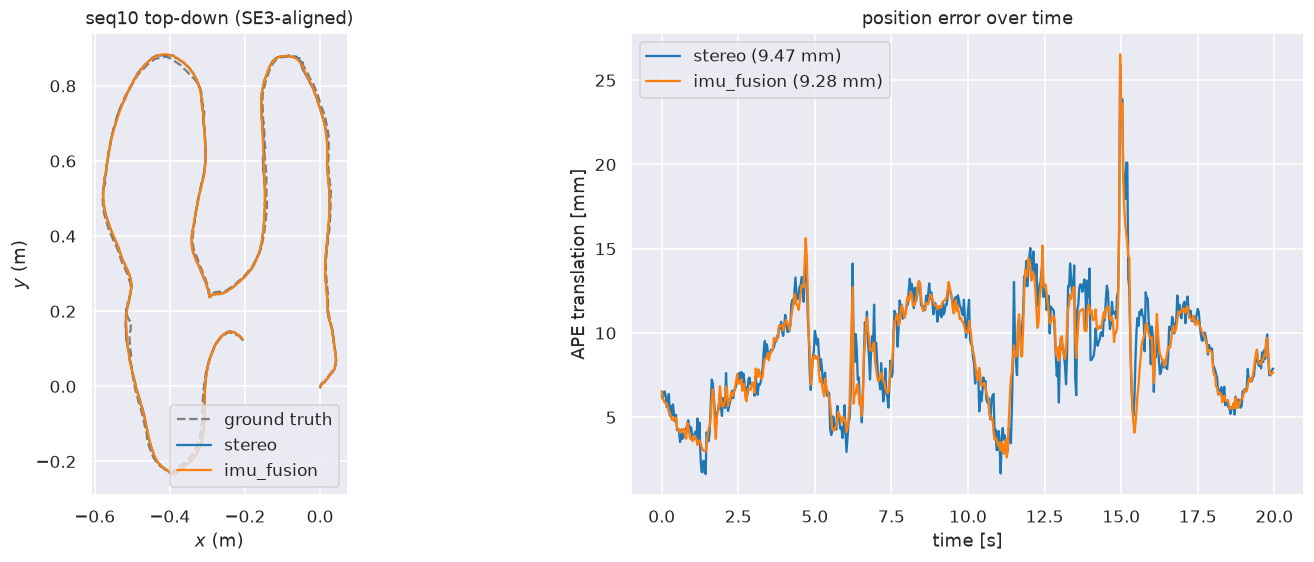 seq10 top-down (SE3-aligned)
0.8
0.6
0.4
0.2
0.0
−0.2
y (m)
ground truth
stereo
imu_fusion
−0.6
−0.4
−0.2
0.0
x (m)
position error over time
stereo (9.47 mm)
imu_fusion (9.28 mm)
25
20
15
10
5
APE translation [mm]
0.0
2.5
5.0
7.5
10.0
12.5
15.0
17.5
20.0
time [s]